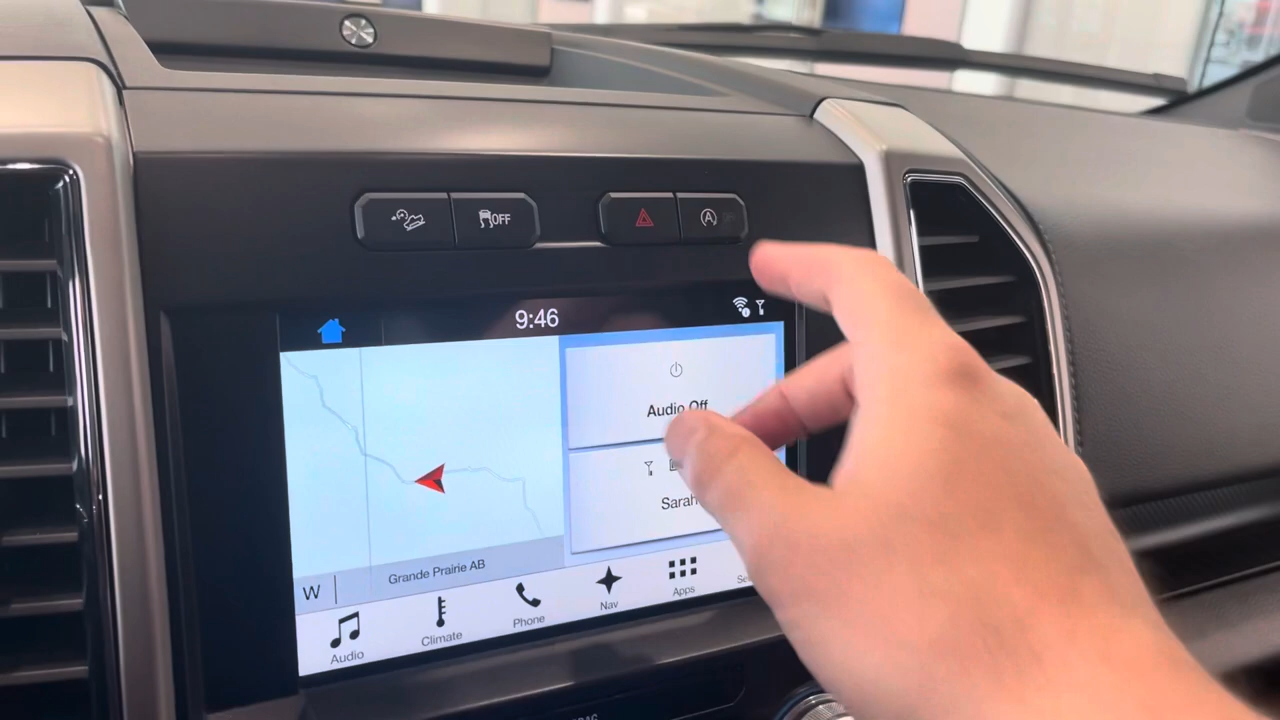 OFF
A
9:46
Audio Off
Sarah
Grande Prairie AB
W
Audio
Climate
Phone
Nav
Apps